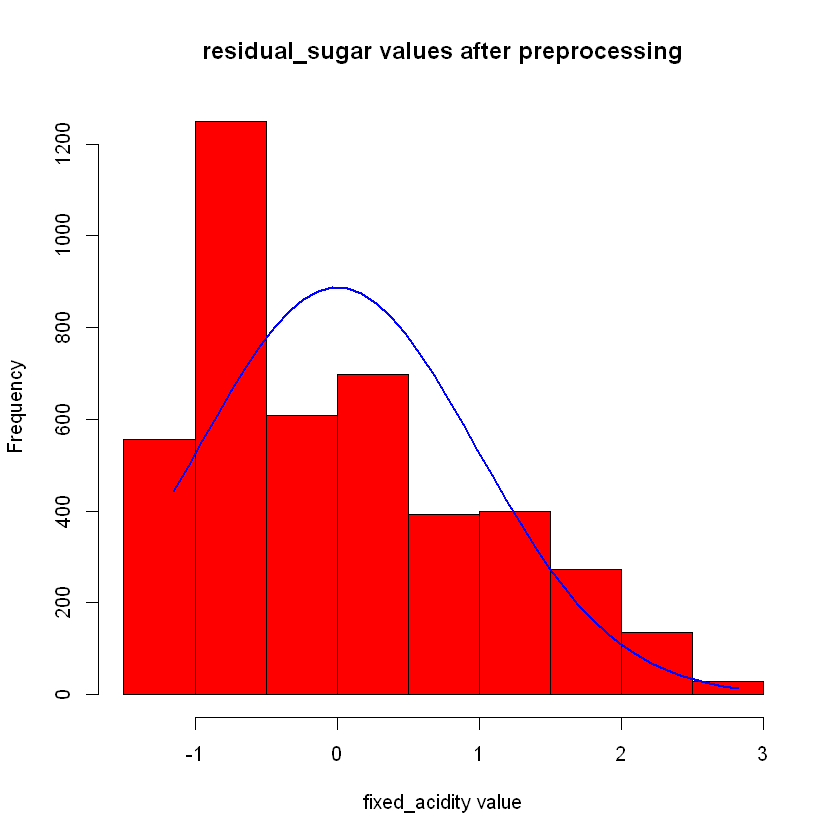 residual_sugar values after preprocessing
1200
1000
800
600
400
200
0
Frequency
-1 0 1 2 3
fixed_acidity value